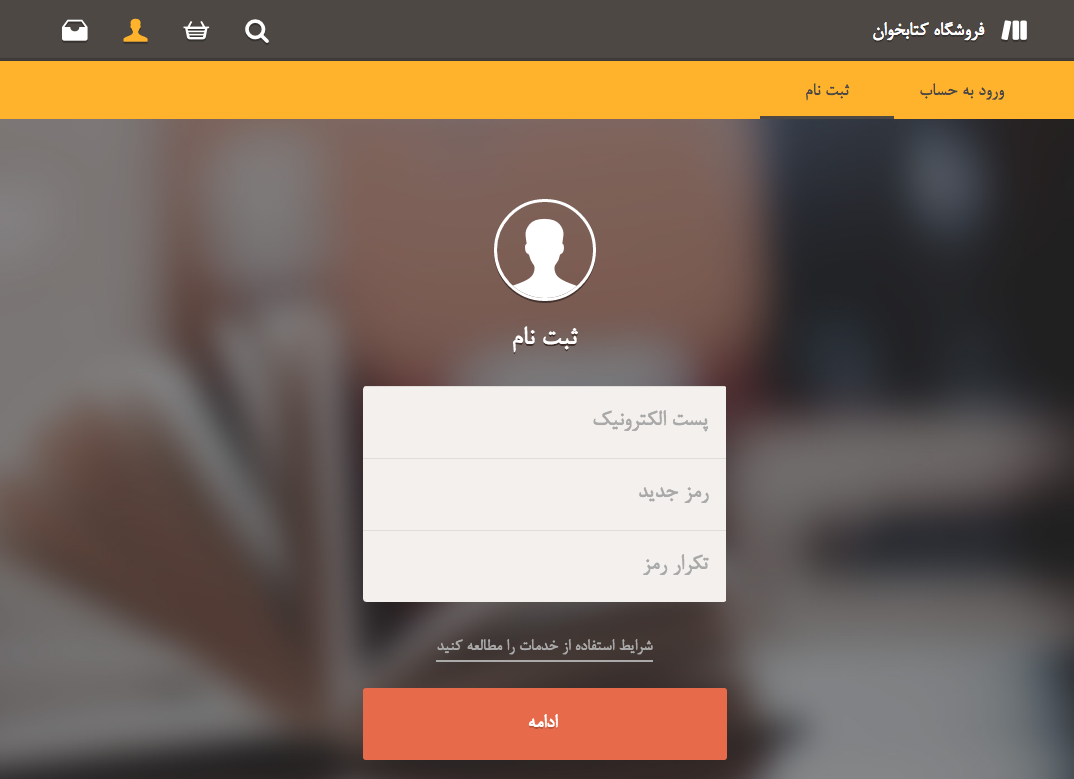 فروشگاه کتابخوان
ورود به حساب
ثبت نام
ثبت نام
پست الکترونیک
رمز جدید
تکرار رمز
شرایط استفاده از خدمات را مطالعه کنید
ادامه